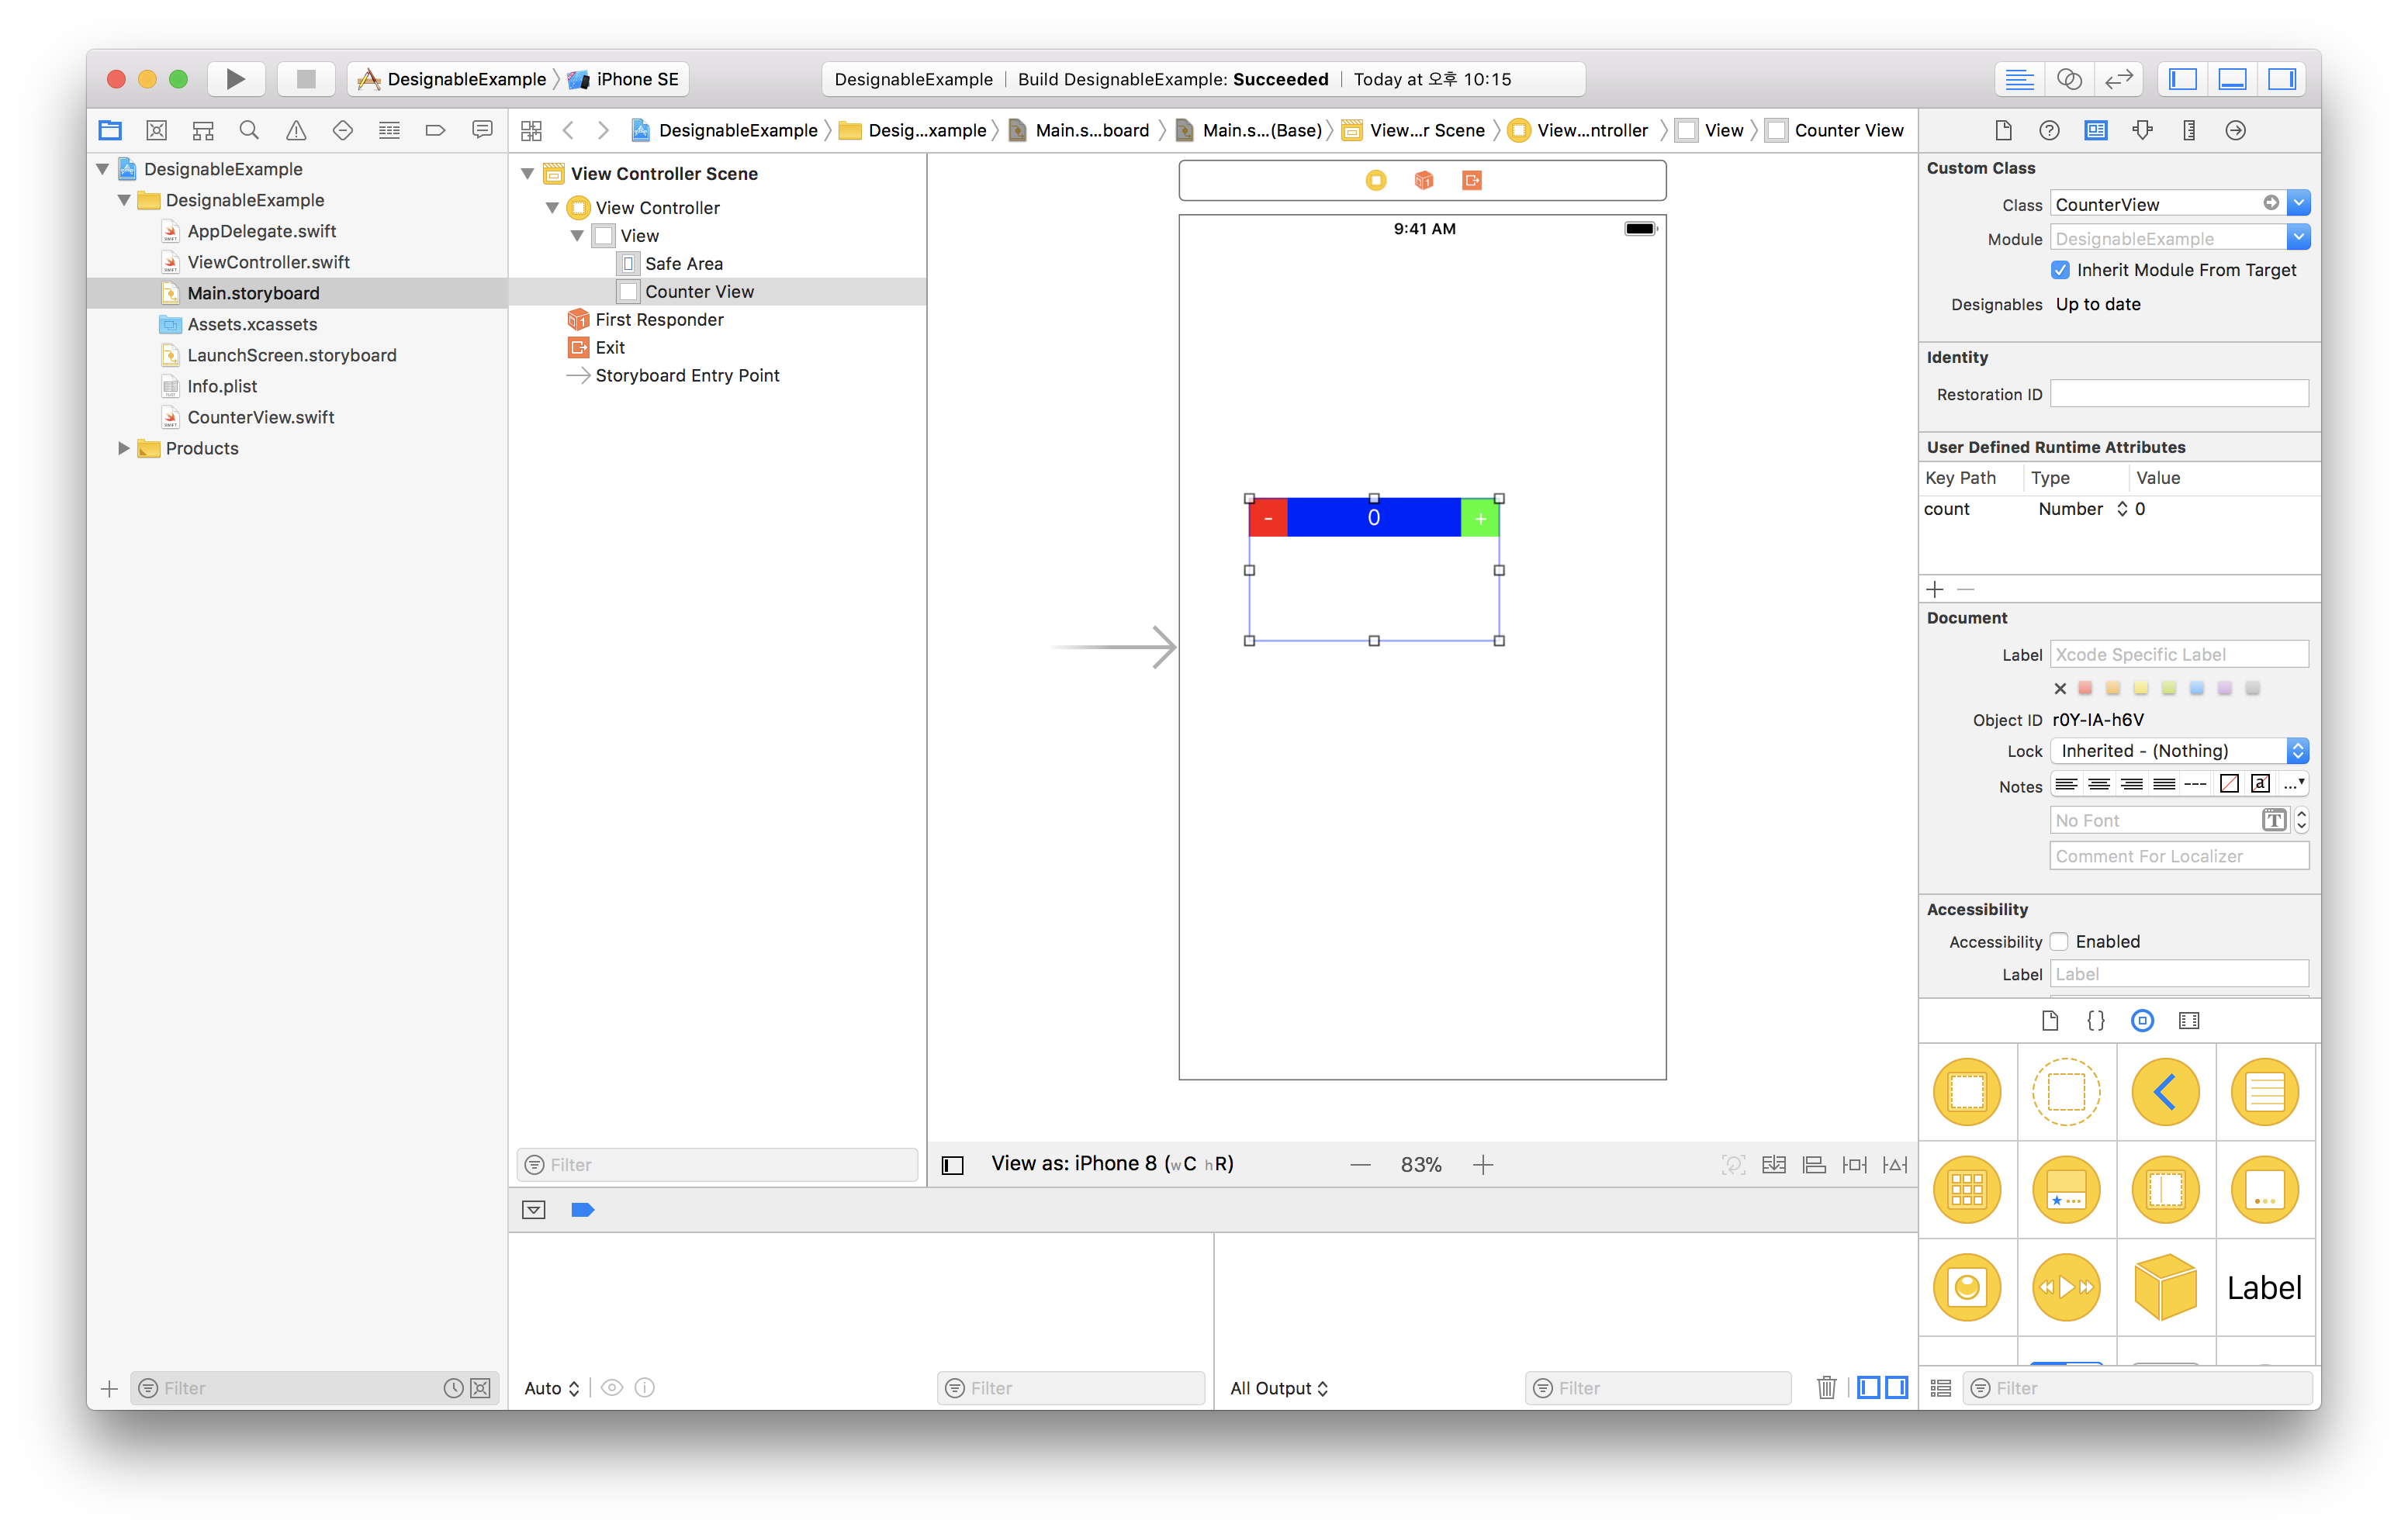 DesignableExample iPhone SE
DesignableExample Build DesignableExample: Succeeded Today at 오후 10:15
DesignableExample Desig...xample Main.s...board Main.s...(Base) View...r Scene View...ntroller View Counter View
DesignableExample
DesignableExample
AppDelegate.swift
ViewController.swift
Main.storyboard
Assets.xcassets
LaunchScreen.storyboard
Info.plist
CounterView.swift
Products
Filter
View Controller Scene
View Controller
View
Safe Area
Counter View
First Responder
Exit
Storyboard Entry Point
Filter
9:41 AM
- 0 +
View as: iPhone 8 (wC hR)
— 83% +
Auto
Filter
All Output
Filter
Custom Class
Class CounterView
Module DesignableExample
Inherit Module From Target
Designables Up to date
Identity
Restoration ID
User Defined Runtime Attributes
Key Path Type Value
count Number 0
Document
Label Xcode Specific Label
Object ID r0Y-IA-h6V
Lock Inherited - (Nothing)
Notes
No Font
Comment For Localizer
Accessibility
Accessibility Enabled
Label Label
{}
Label
Filter